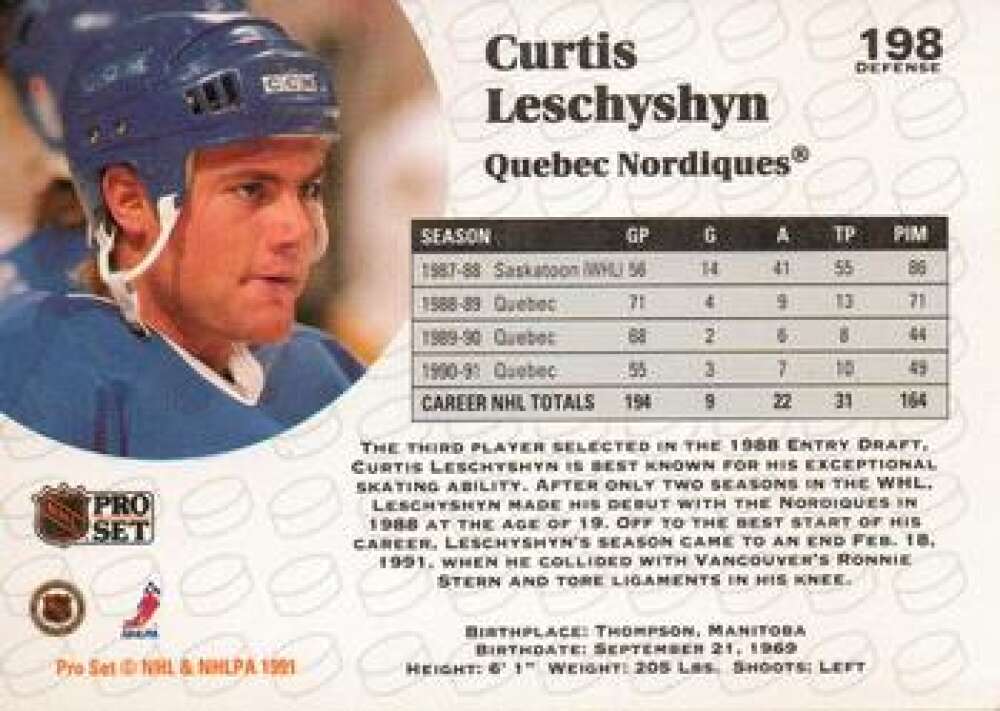 Curtis
Leschyshyn
Quebec Nordiques®
198
DEFENSE
SEASON GP G A TP PIM
1987-88 Saskatoon (WHL) 56 14 41 55 86
1988-89 Quebec 71 4 9 13 71
1989-90 Quebec 68 2 6 8 44
1990-91 Quebec 55 3 7 10 49
CAREER NHL TOTALS 194 9 22 31 164
THE THIRD PLAYER SELECTED IN THE 1988 ENTRY DRAFT,
CURTIS LESCHYSHYN IS BEST KNOWN FOR HIS EXCEPTIONAL
SKATING ABILITY. AFTER ONLY TWO SEASONS IN THE WHL,
LESCHYSHYN MADE HIS DEBUT WITH THE NORDIQUES IN
1988 AT THE AGE OF 19. OFF TO THE BEST START OF HIS
CAREER, LESCHYSHYN'S SEASON CAME TO AN END FEB. 18,
1991, WHEN HE COLLIDED WITH VANCOUVER'S RONNIE
STERN AND TORE LIGAMENTS IN HIS KNEE.
BIRTHPLACE: THOMPSON, MANITOBA
BIRTHDATE: SEPTEMBER 21, 1969
HEIGHT: 6' 1" WEIGHT: 205 LBS. SHOOTS: LEFT
PRO
SET
NHLPA
Pro Set © NHL & NHLPA 1991